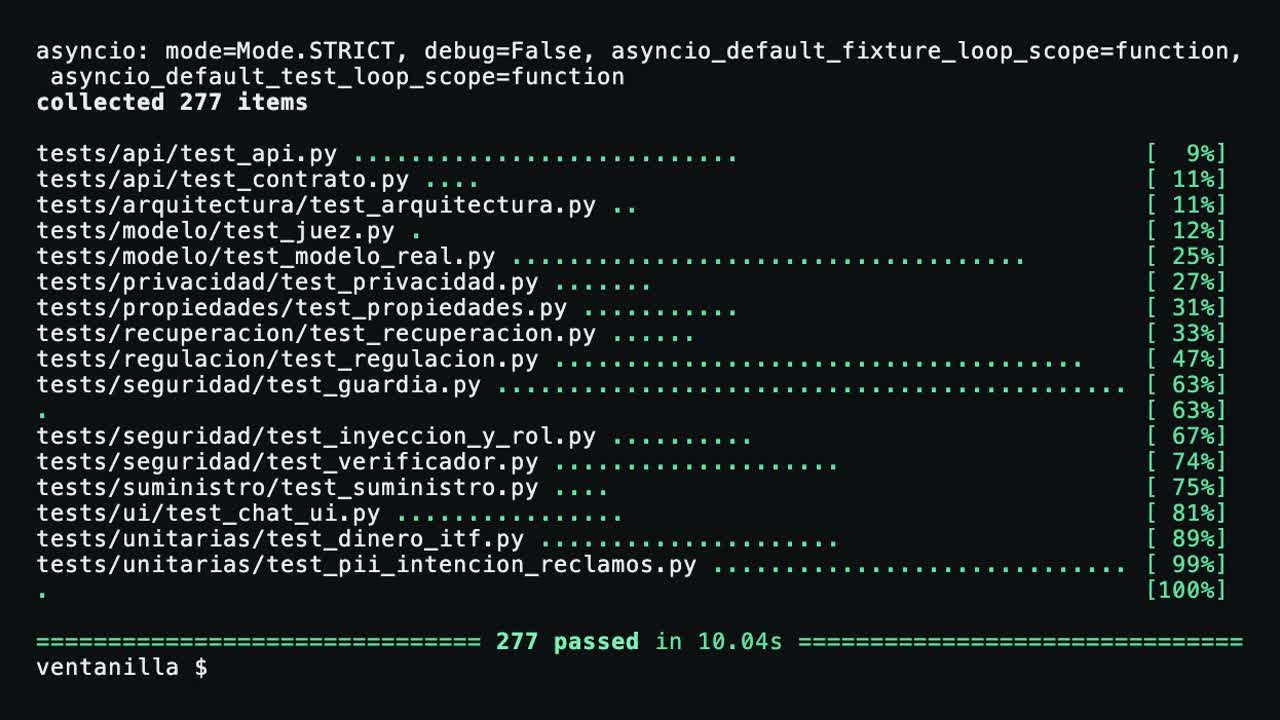 asyncio: mode=Mode.STRICT, debug=False, asyncio_default_fixture_loop_scope=function,
 asyncio_default_test_loop_scope=function
collected 277 items

tests/api/test_api.py ........................... [  9%]
tests/api/test_contrato.py .... [ 11%]
tests/arquitectura/test_arquitectura.py .. [ 11%]
tests/modelo/test_juez.py . [ 12%]
tests/modelo/test_modelo_real.py .................................... [ 25%]
tests/privacidad/test_privacidad.py ....... [ 27%]
tests/propiedades/test_propiedades.py ........... [ 31%]
tests/recuperacion/test_recuperacion.py ...... [ 33%]
tests/regulacion/test_regulacion.py ..................................... [ 47%]
tests/seguridad/test_guardia.py ............................................ [ 63%]
. [ 63%]
tests/seguridad/test_inyeccion_y_rol.py .......... [ 67%]
tests/seguridad/test_verificador.py .................... [ 74%]
tests/suministro/test_suministro.py .... [ 75%]
tests/ui/test_chat_ui.py ................ [ 81%]
tests/unitarias/test_dinero_itf.py ..................... [ 89%]
tests/unitarias/test_pii_intencion_reclamos.py ............................. [ 99%]
. [100%]

=============================== 277 passed in 10.04s ===============================
ventanilla $